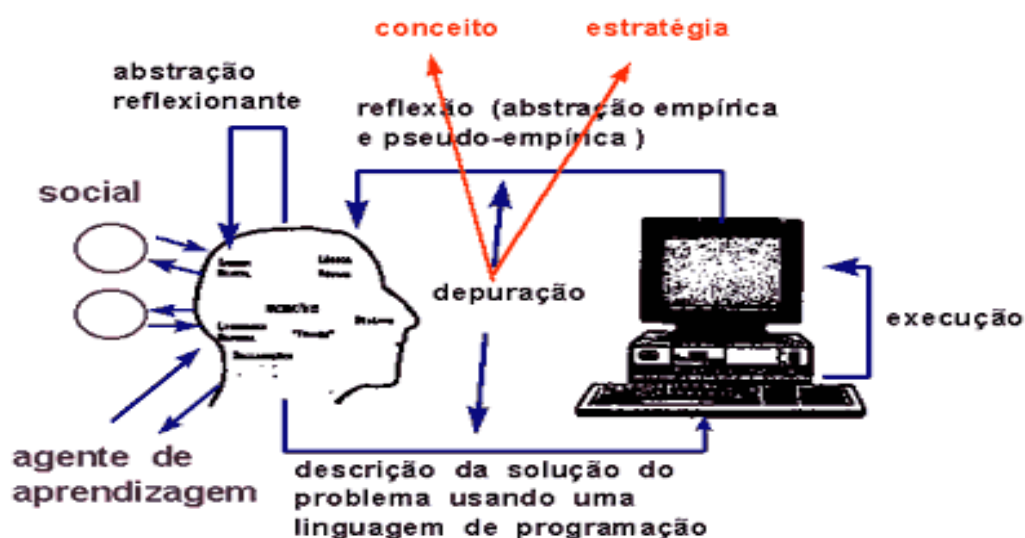 conceito estratégia
abstração
reflexionante
reflexão (abstração empírica
e pseudo-empírica )
social
depuração
execução
agente de
aprendizagem
descrição da solução do
problema usando uma
linguagem de programação